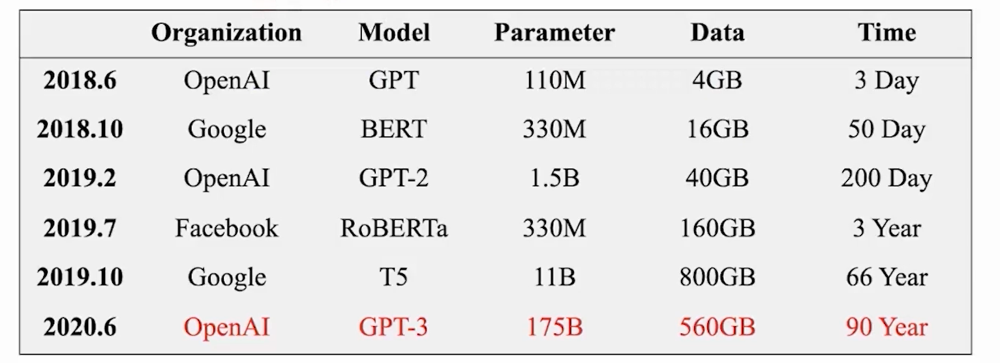 Organization Model Parameter Data Time
2018.6 OpenAI GPT 110M 4GB 3 Day
2018.10 Google BERT 330M 16GB 50 Day
2019.2 OpenAI GPT-2 1.5B 40GB 200 Day
2019.7 Facebook RoBERTa 330M 160GB 3 Year
2019.10 Google T5 11B 800GB 66 Year
2020.6 OpenAI GPT-3 175B 560GB 90 Year